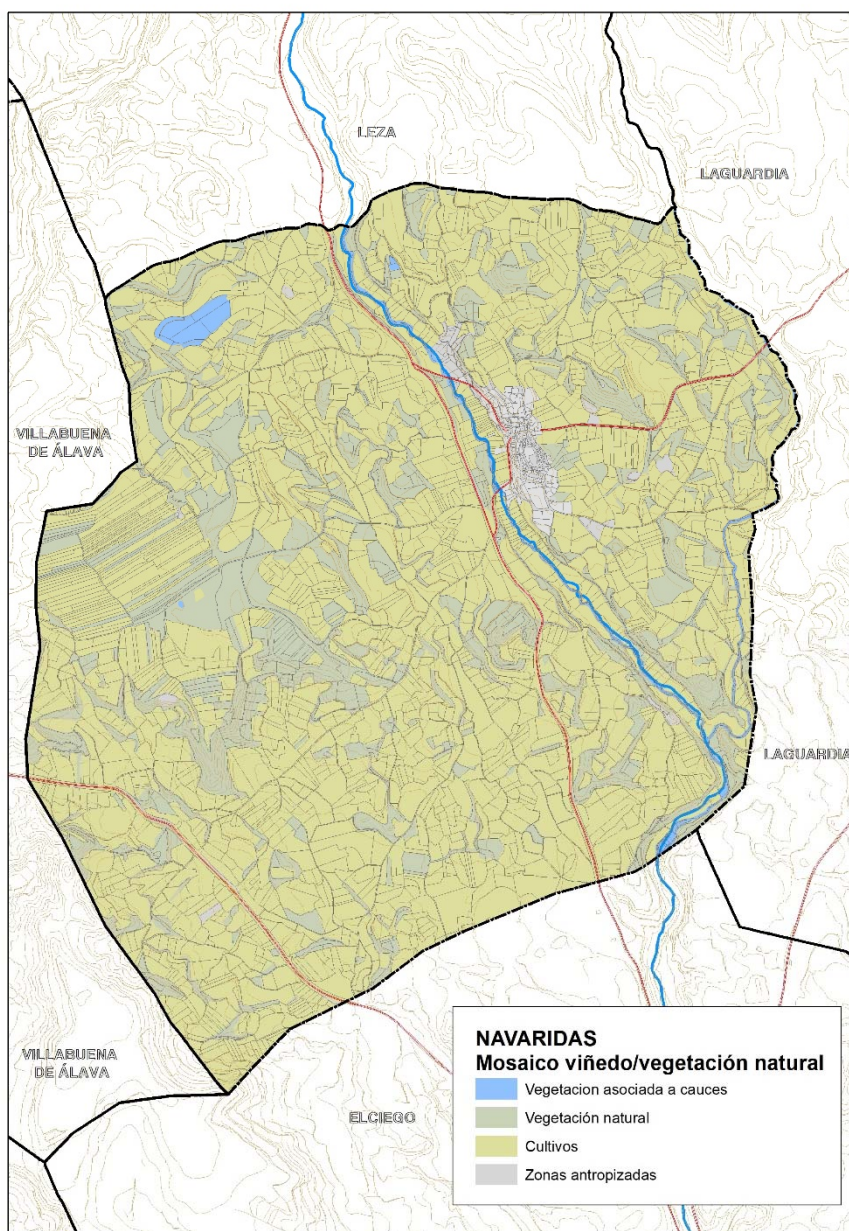 LEZA
LAGUARDIA
VILLABUENA
DE ÁLAVA
LAGUARDIA
VILLABUENA
DE ÁLAVA
ELCIEGO
NAVARIDAS
Mosaico viñedo/vegetación natural
Vegetacion asociada a cauces
Vegetación natural
Cultivos
Zonas antropizadas